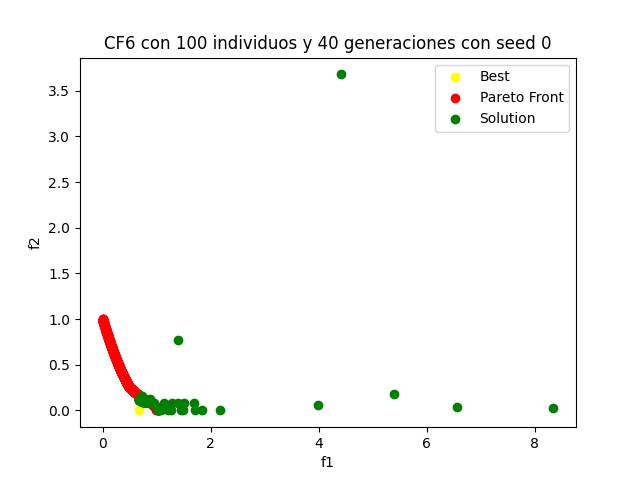 CF6 con 100 individuos y 40 generaciones con seed 0
Best
Pareto Front
Solution
f2
3.5
3.0
2.5
2.0
1.5
1.0
0.5
0.0
0
2
4
6
8
f1